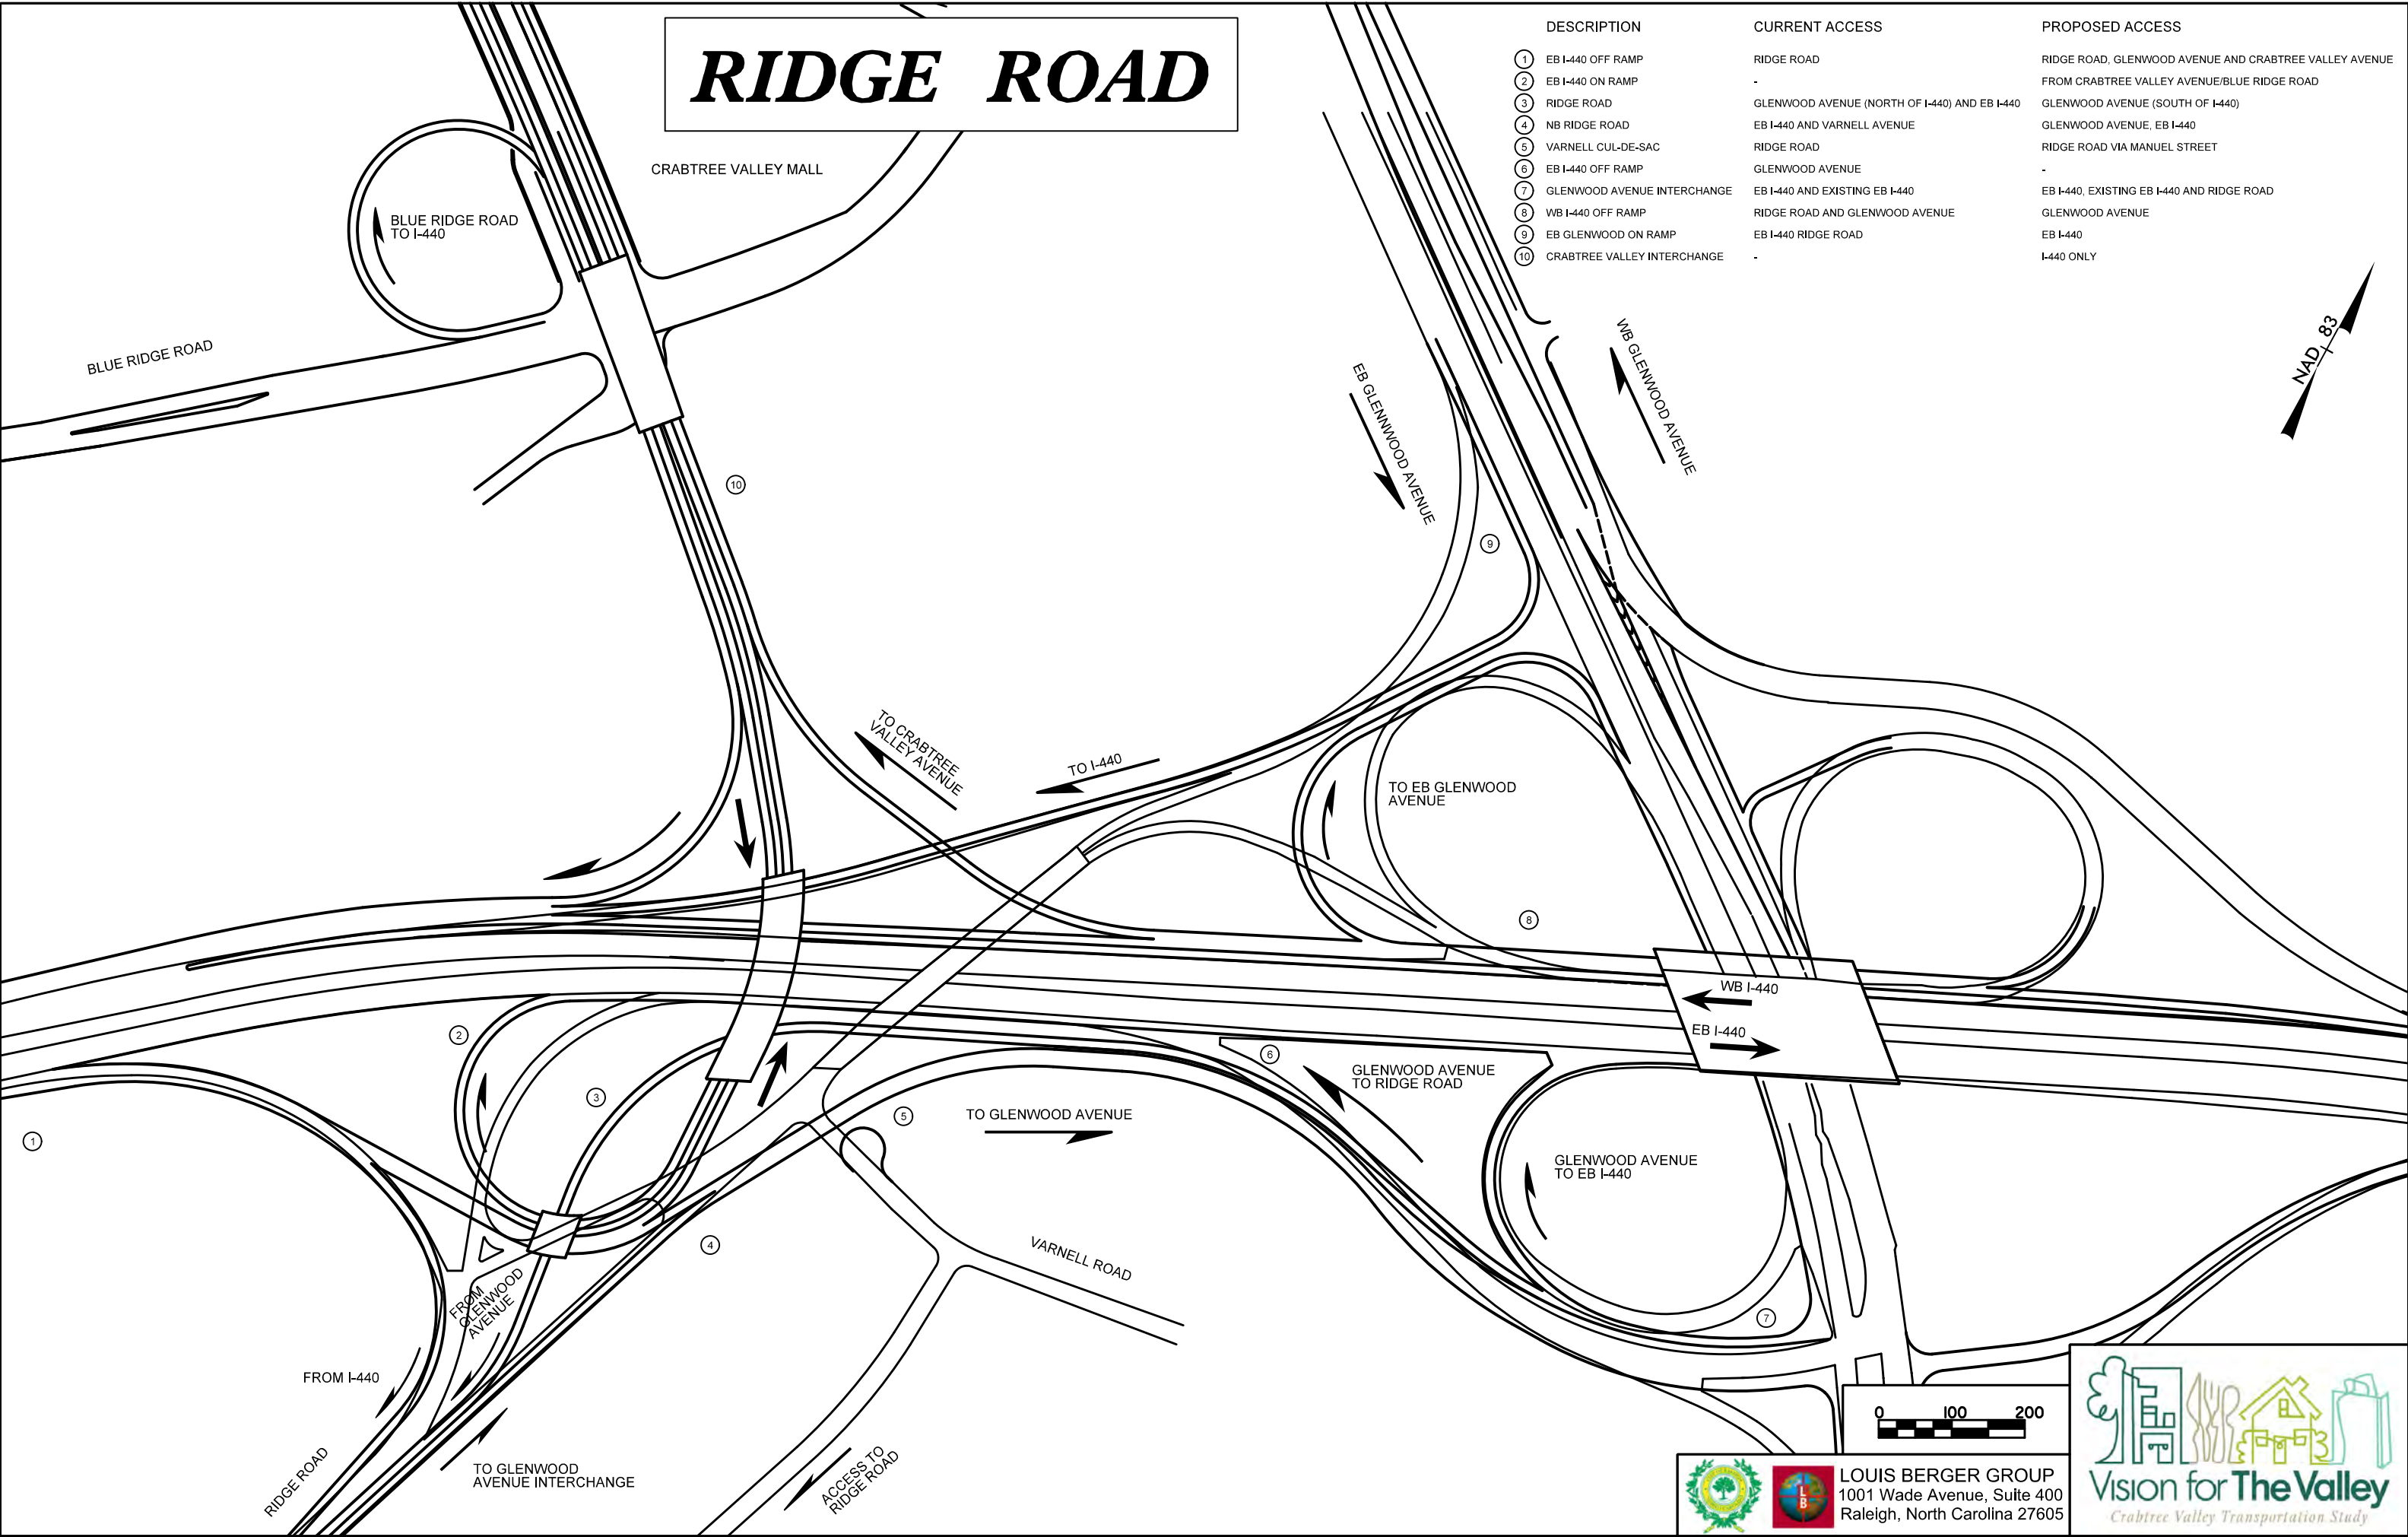 RIDGE ROAD
DESCRIPTION CURRENT ACCESS PROPOSED ACCESS
1 EB I-440 OFF RAMP RIDGE ROAD RIDGE ROAD, GLENWOOD AVENUE AND CRABTREE VALLEY AVENUE
2 EB I-440 ON RAMP - FROM CRABTREE VALLEY AVENUE/BLUE RIDGE ROAD
3 RIDGE ROAD GLENWOOD AVENUE (NORTH OF I-440) AND EB I-440 GLENWOOD AVENUE (SOUTH OF I-440)
4 NB RIDGE ROAD EB I-440 AND VARNELL AVENUE GLENWOOD AVENUE, EB I-440
5 VARNELL CUL-DE-SAC RIDGE ROAD RIDGE ROAD VIA MANUEL STREET
6 EB I-440 OFF RAMP GLENWOOD AVENUE -
7 GLENWOOD AVENUE INTERCHANGE EB I-440 AND EXISTING EB I-440 EB I-440, EXISTING EB I-440 AND RIDGE ROAD
8 WB I-440 OFF RAMP RIDGE ROAD AND GLENWOOD AVENUE GLENWOOD AVENUE
9 EB GLENWOOD ON RAMP EB I-440 RIDGE ROAD EB I-440
10 CRABTREE VALLEY INTERCHANGE - I-440 ONLY
CRABTREE VALLEY MALL
BLUE RIDGE ROAD
TO I-440
BLUE RIDGE ROAD
EB GLENWOOD AVENUE
WB GLENWOOD AVENUE
NAD 83
10
9
TO CRABTREE
VALLEY AVENUE
TO I-440
TO EB GLENWOOD
AVENUE
8
WB I-440
EB I-440
2
6
3
GLENWOOD AVENUE
TO RIDGE ROAD
5
TO GLENWOOD AVENUE
1
GLENWOOD AVENUE
TO EB I-440
4
VARNELL ROAD
FROM
GLENWOOD
AVENUE
7
FROM I-440
RIDGE ROAD
TO GLENWOOD
AVENUE INTERCHANGE
ACCESS TO
RIDGE ROAD
0 100 200
LB
LOUIS BERGER GROUP
1001 Wade Avenue, Suite 400
Raleigh, North Carolina 27605
Vision for The Valley
Crabtree Valley Transportation Study